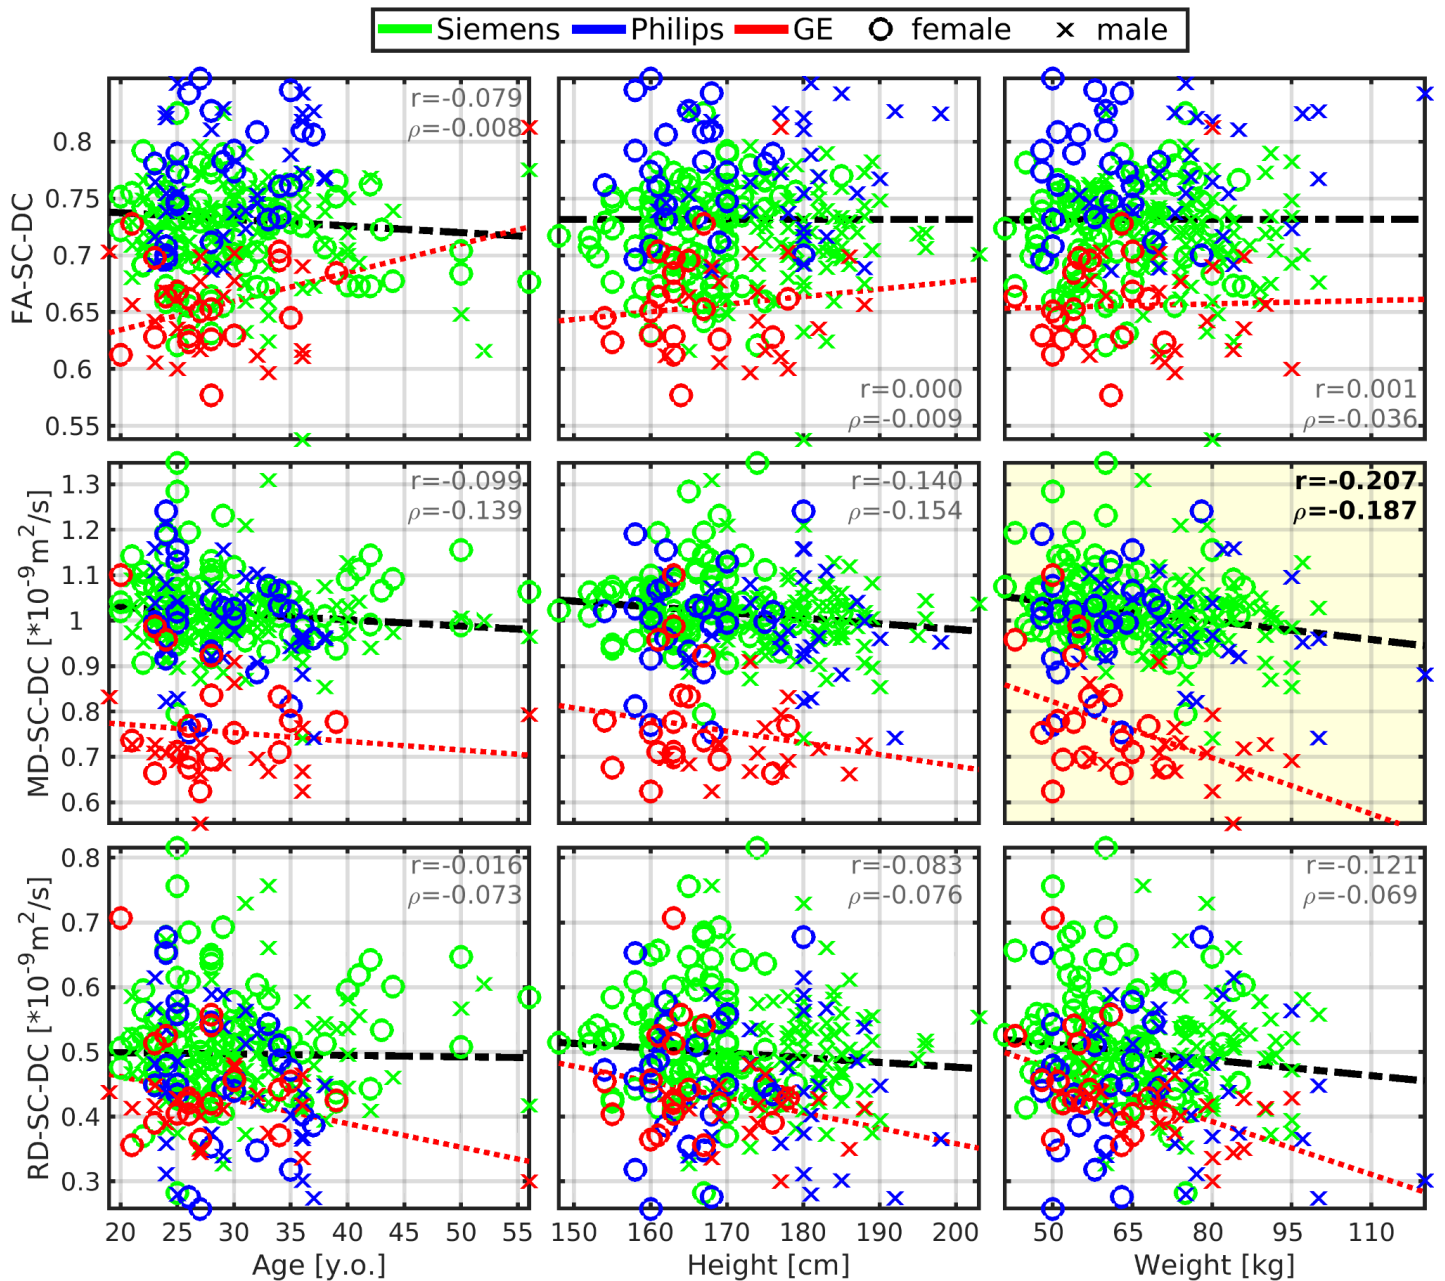 Siemens Philips GE female male
FA-SC-DC
0.8
0.75
0.7
0.65
0.6
0.55
r=-0.079
ρ=-0.008
r=0.000
ρ=-0.009
r=0.001
ρ=-0.036
MD-SC-DC [*10⁻⁹m²/s]
1.3
1.2
1.1
1
0.9
0.8
0.7
0.6
r=-0.099
ρ=-0.139
r=-0.140
ρ=-0.154
r=-0.207
ρ=-0.187
RD-SC-DC [*10⁻⁹m²/s]
0.8
0.7
0.6
0.5
0.4
0.3
r=-0.016
ρ=-0.073
r=-0.083
ρ=-0.076
r=-0.121
ρ=-0.069
20 25 30 35 40 45 50 55
150 160 170 180 190 200
50 65 80 95 110
Age [y.o.]
Height [cm]
Weight [kg]